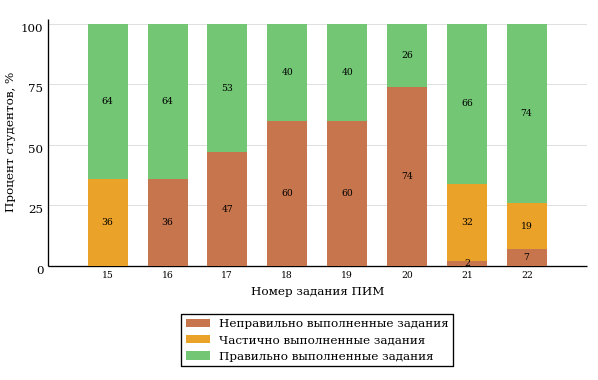 Процент студентов, %
100
75
50
25
0
64 64 53 40 40 26 66 74
36 36 47 60 60 74 32 19
2 7
15 16 17 18 19 20 21 22
Номер задания ПИМ
Неправильно выполненные задания
Частично выполненные задания
Правильно выполненные задания